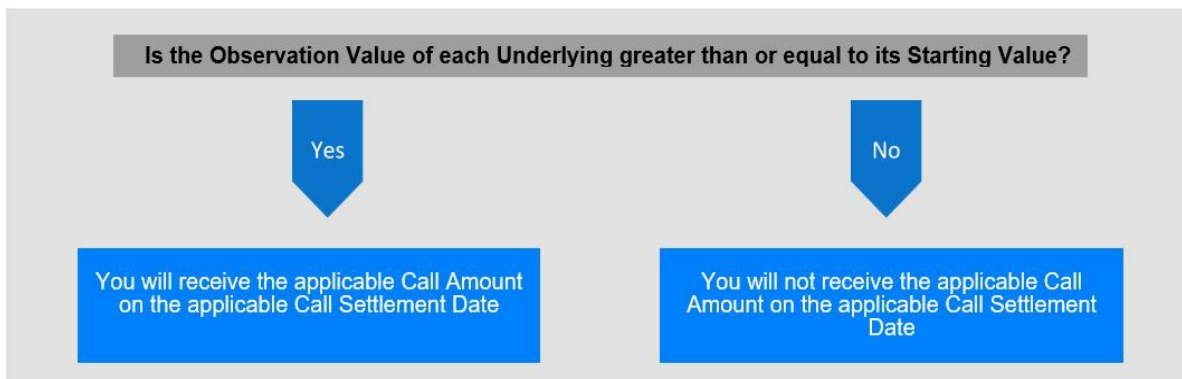 Is the Observation Value of each Underlying greater than or equal to its Starting Value?
Yes
No
You will receive the applicable Call Amount
on the applicable Call Settlement Date
You will not receive the applicable Call
Amount on the applicable Call Settlement
Date